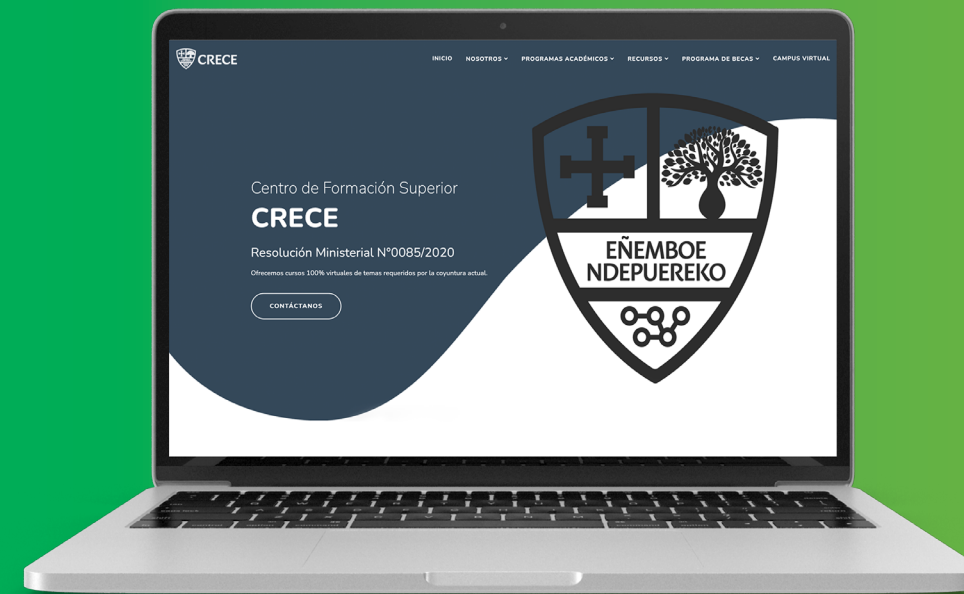 CRECE
INICIO NOSOTROS PROGRAMAS ACADÉMICOS RECURSOS PROGRAMA DE BECAS CAMPUS VIRTUAL
Centro de Formación Superior
CRECE
Resolución Ministerial N°0085/2020
Ofrecemos cursos 100% virtuales de temas requeridos por la coyuntura actual.
CONTÁCTANOS
EÑEMBOE
NDEPUEREKO